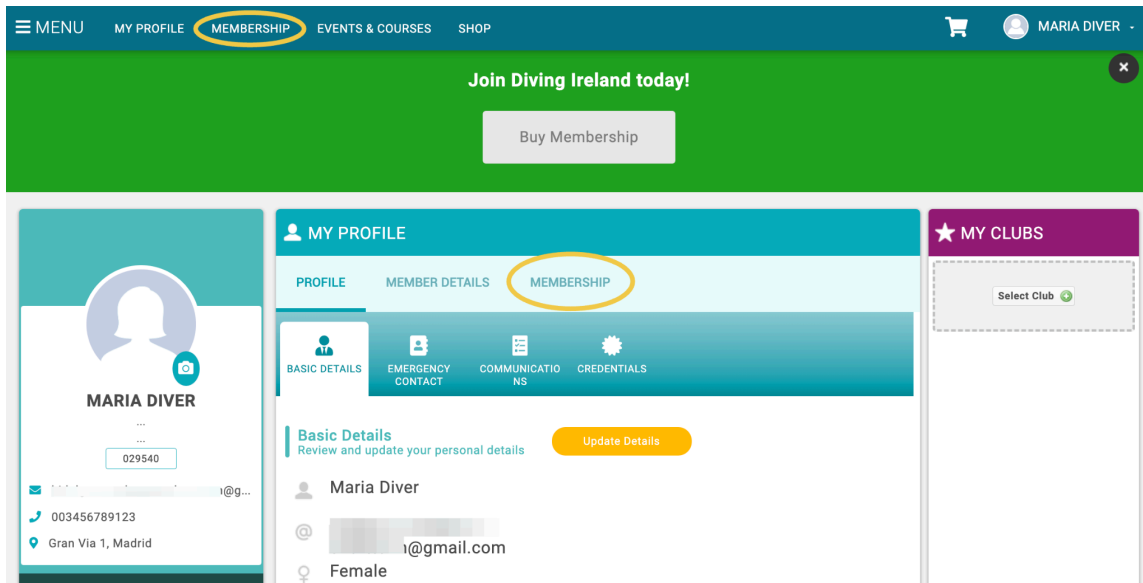 MENU MY PROFILE MEMBERSHIP EVENTS & COURSES SHOP MARIA DIVER
Join Diving Ireland today!
Buy Membership
MARIA DIVER
...
...
029540
@g...
003456789123
Gran Via 1, Madrid
MY PROFILE
PROFILE MEMBER DETAILS MEMBERSHIP
BASIC DETAILS
EMERGENCY
CONTACT
COMMUNICATIO
NS
CREDENTIALS
Basic Details
Review and update your personal details
Update Details
Maria Diver
@gmail.com
Female
MY CLUBS
Select Club